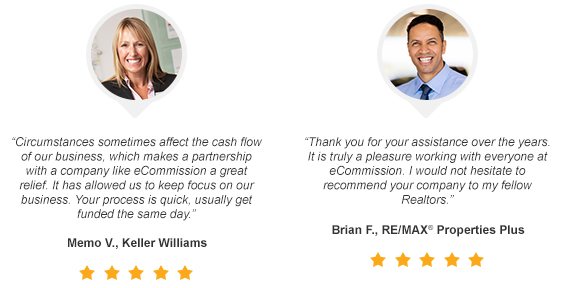 “Circumstances sometimes affect the cash flow
of our business, which makes a partnership
with a company like eCommission a great
relief. It has allowed us to keep focus on our
business. Your process is quick, usually get
funded the same day.”
Memo V., Keller Williams
“Thank you for your assistance over the years.
It is truly a pleasure working with everyone at
eCommission. I would not hesitate to
recommend your company to my fellow
Realtors.”
Brian F., RE/MAX® Properties Plus